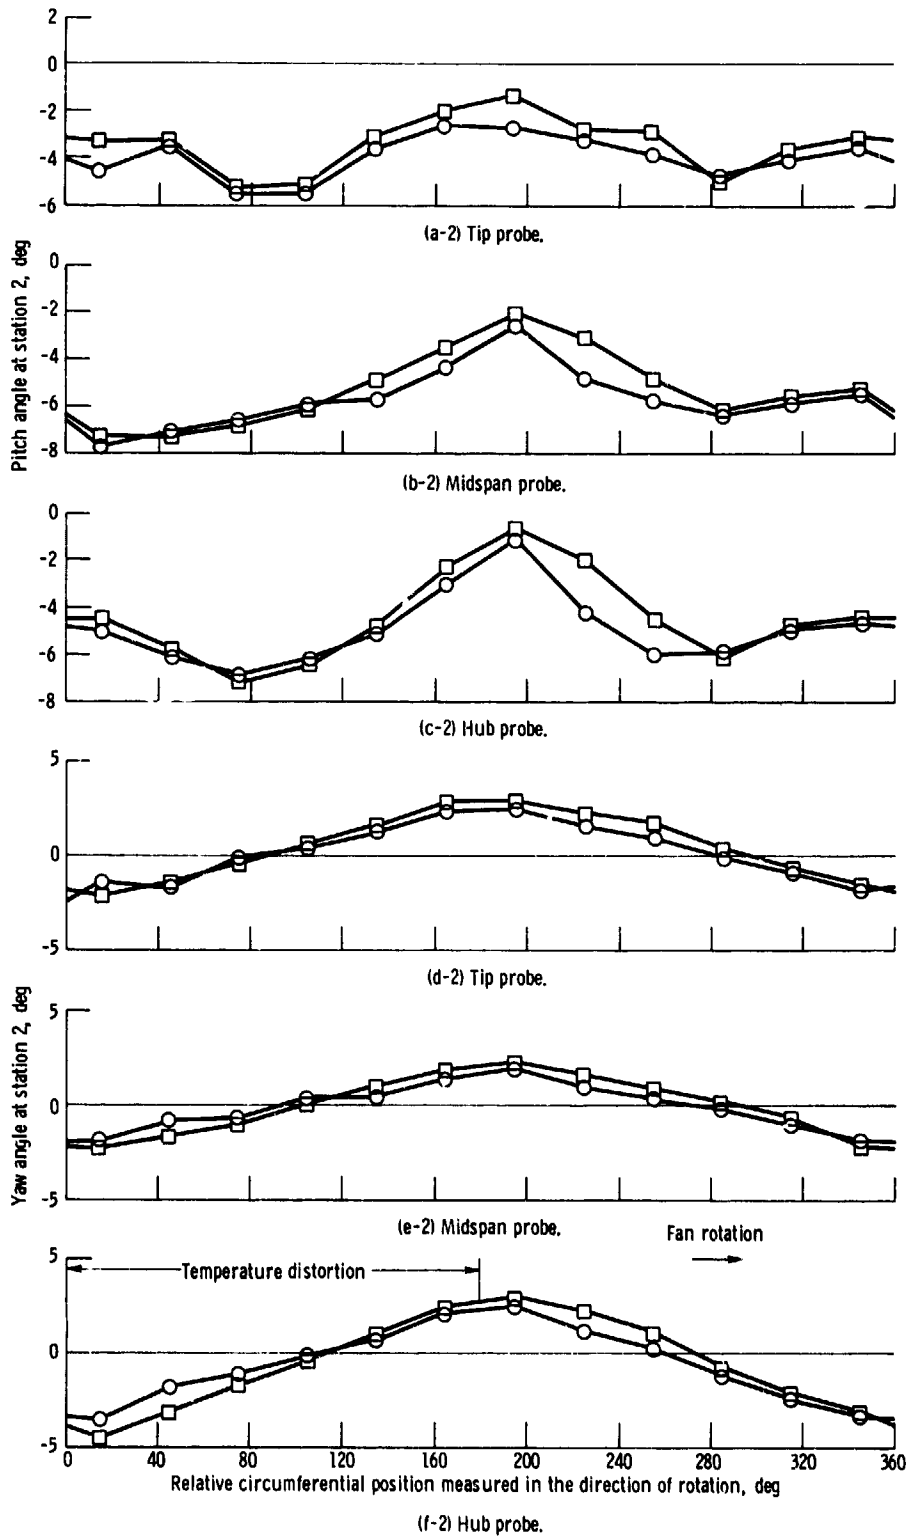 2
0
-2
-4
-6
(a-2) Tip probe.
Pitch angle at station 2, deg
0
-2
-4
-6
-8
(b-2) Midspan probe.
0
-2
-4
-6
-8
(c-2) Hub probe.
5
0
-5
(d-2) Tip probe.
Yaw angle at station 2, deg
5
0
-5
(e-2) Midspan probe.
Fan rotation
5
Temperature distortion
0
-5
0 40 80 120 160 200 240 280 320 360
Relative circumferential position measured in the direction of rotation, deg
(f-2) Hub probe.